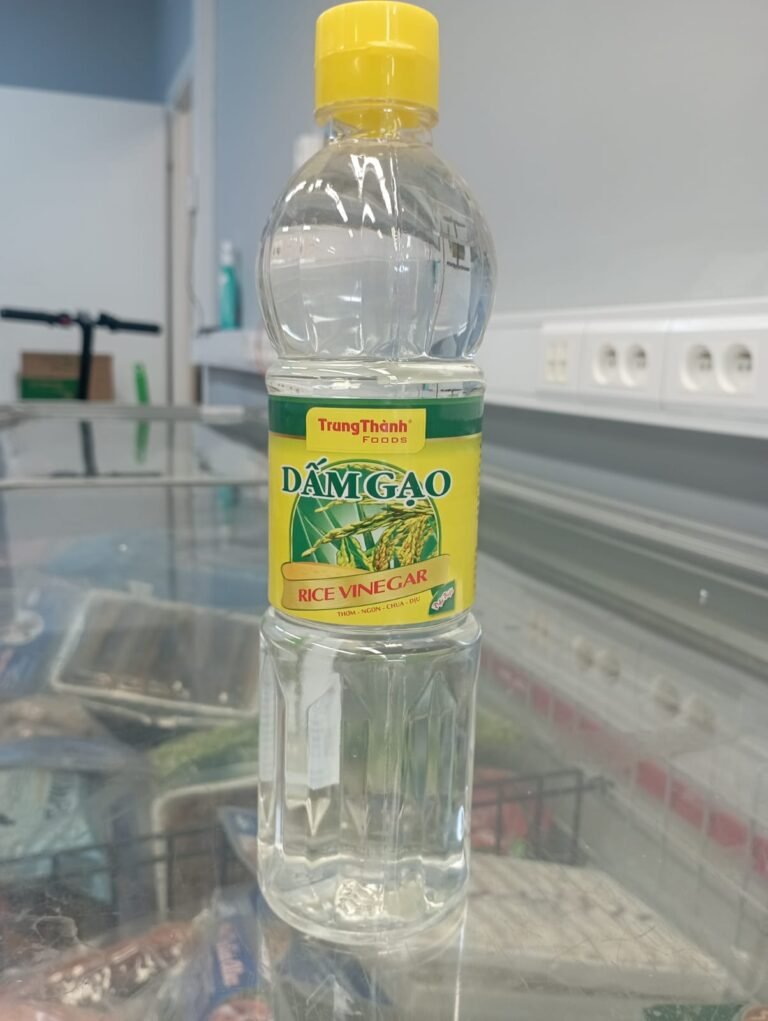 TrungThành®
FOODS
DẤM GẠO
RICE VINEGAR
THƠM - NGON - CHUA - DỊU